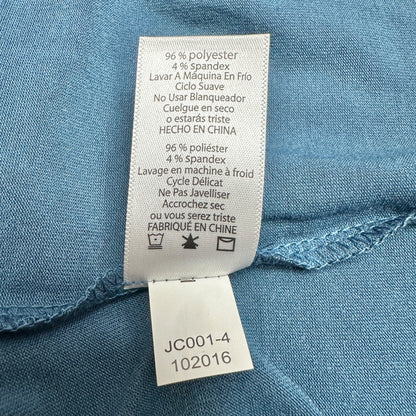 96 % polyester
4 % spandex
Lavar A Máquina En Frío
Ciclo Suave
No Usar Blanqueador
Cuelgue en seco
o estarás triste
HECHO EN CHINA
96 % poliéster
4 % spandex
Lavage en machine à froid
Cycle Délicat
Ne Pas Javelliser
Accrochez sec
ou vous serez triste
FABRIQUÉ EN CHINE
JC001-4
102016